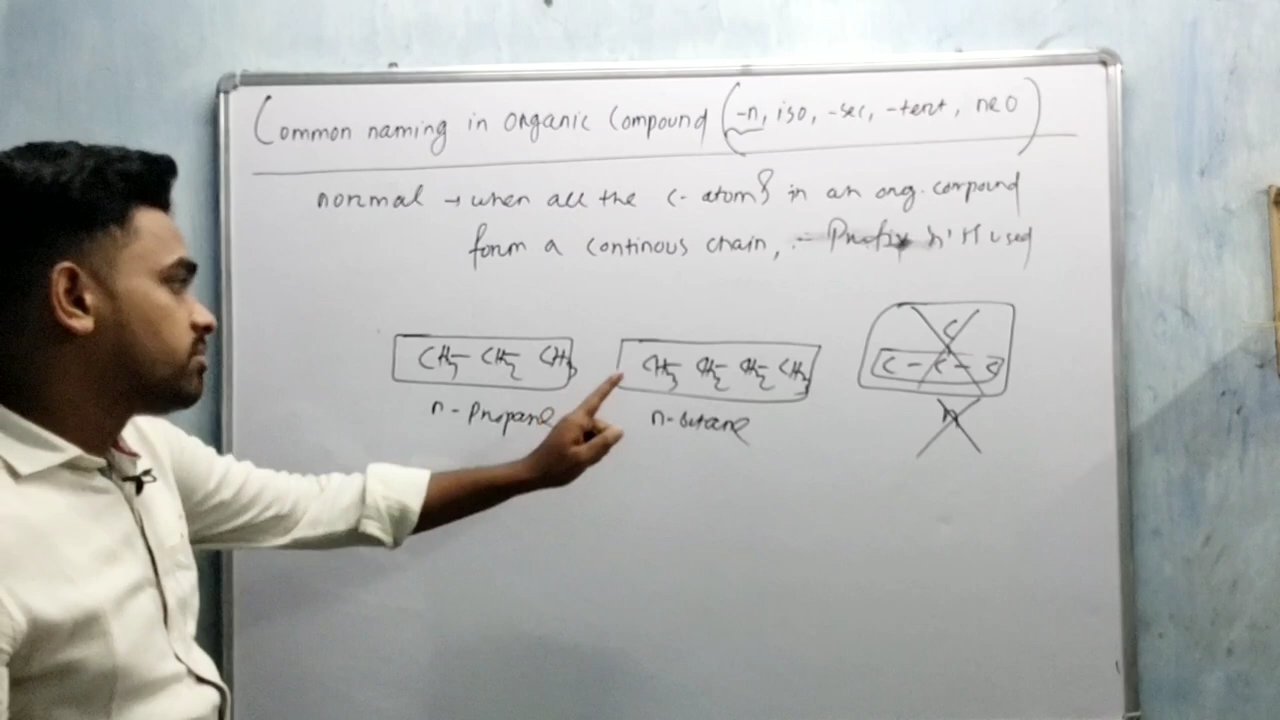 Common naming in organic Compound (-n, iso, -sec, -tert, neo)
normal → when all the C-atoms in an org. compound
form a continous chain, - Prefix 'n' is used
CH3- CH2- CH3
CH3- CH2- CH2- CH3
C
C - C - C
n - Propane
n-butane
n